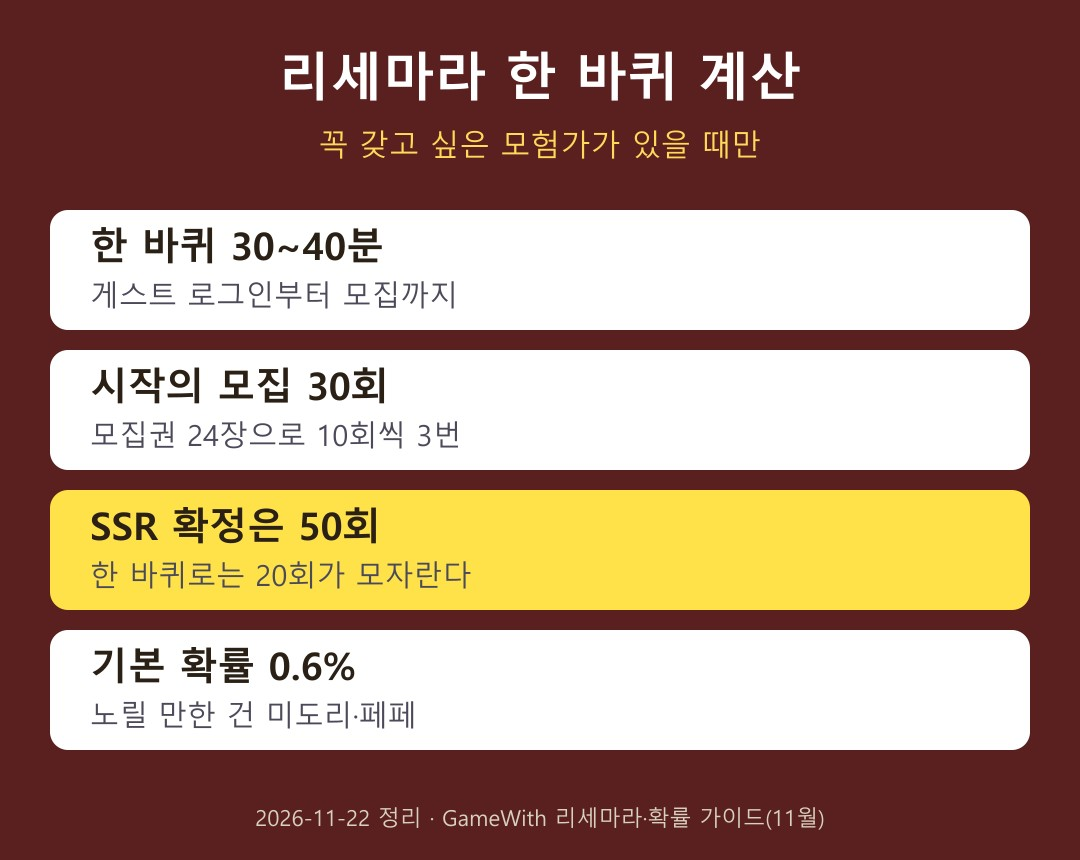 리세마라 한 바퀴 계산
꼭 갖고 싶은 모험가가 있을 때만
한 바퀴 30~40분
게스트 로그인부터 모집까지
시작의 모집 30회
모집권 24장으로 10회씩 3번
SSR 확정은 50회
한 바퀴로는 20회가 모자란다
기본 확률 0.6%
노릴 만한 건 미도리·페페
2026-11-22 정리 · GameWith 리세마라·확률 가이드(11월)